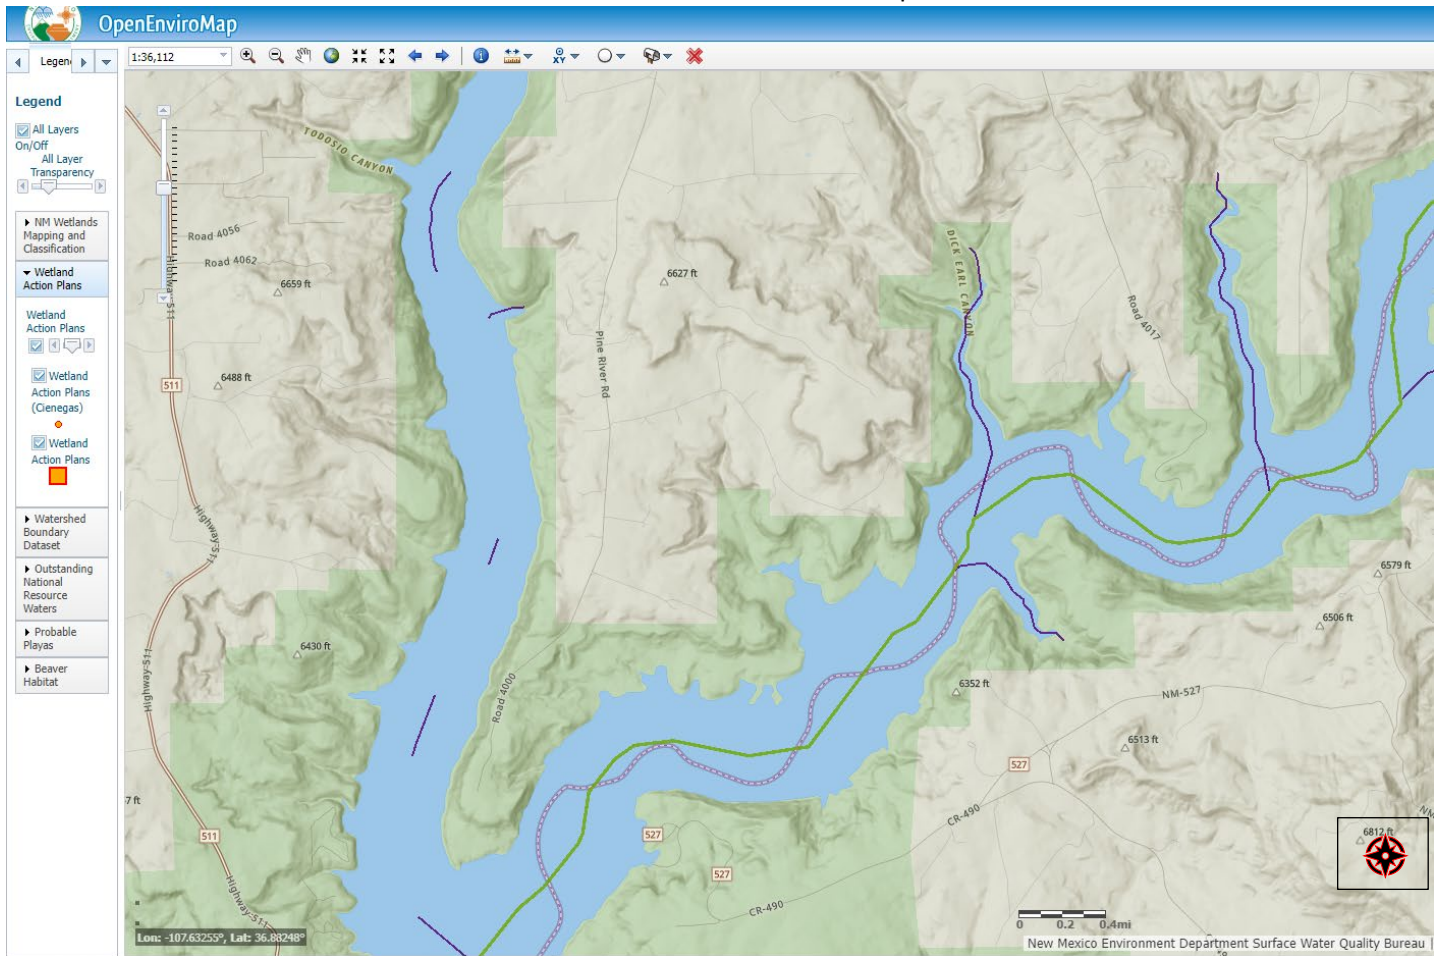 OpenEnviroMap
1:36,112
Legend
All Layers
On/Off
All Layer
Transparency
NM Wetlands
Mapping and
Classification
Wetland
Action Plans
Wetland
Action Plans
Wetland
Action Plans
(Cienegas)
Wetland
Action Plans
Watershed
Boundary
Dataset
Outstanding
National
Resource
Waters
Probable
Playas
Beaver
Habitat
XY
TODOSIO CANYON
Road 4056
Road 4062
Highway-511
6659 ft
6627 ft
DICK EARL CANYON
Road 4017
Pine River Rd
511
6488 ft
Highway-511
6579 ft
6506 ft
6430 ft
Highway-511
6352 ft
NM-527
Road 4000
6513 ft
527
7 ft
CR-490
511
527
6812 ft
527
Highway-511
CR-490
0 0.2 0.4mi
Lon: -107.63255°, Lat: 36.88248°
New Mexico Environment Department Surface Water Quality Bureau |